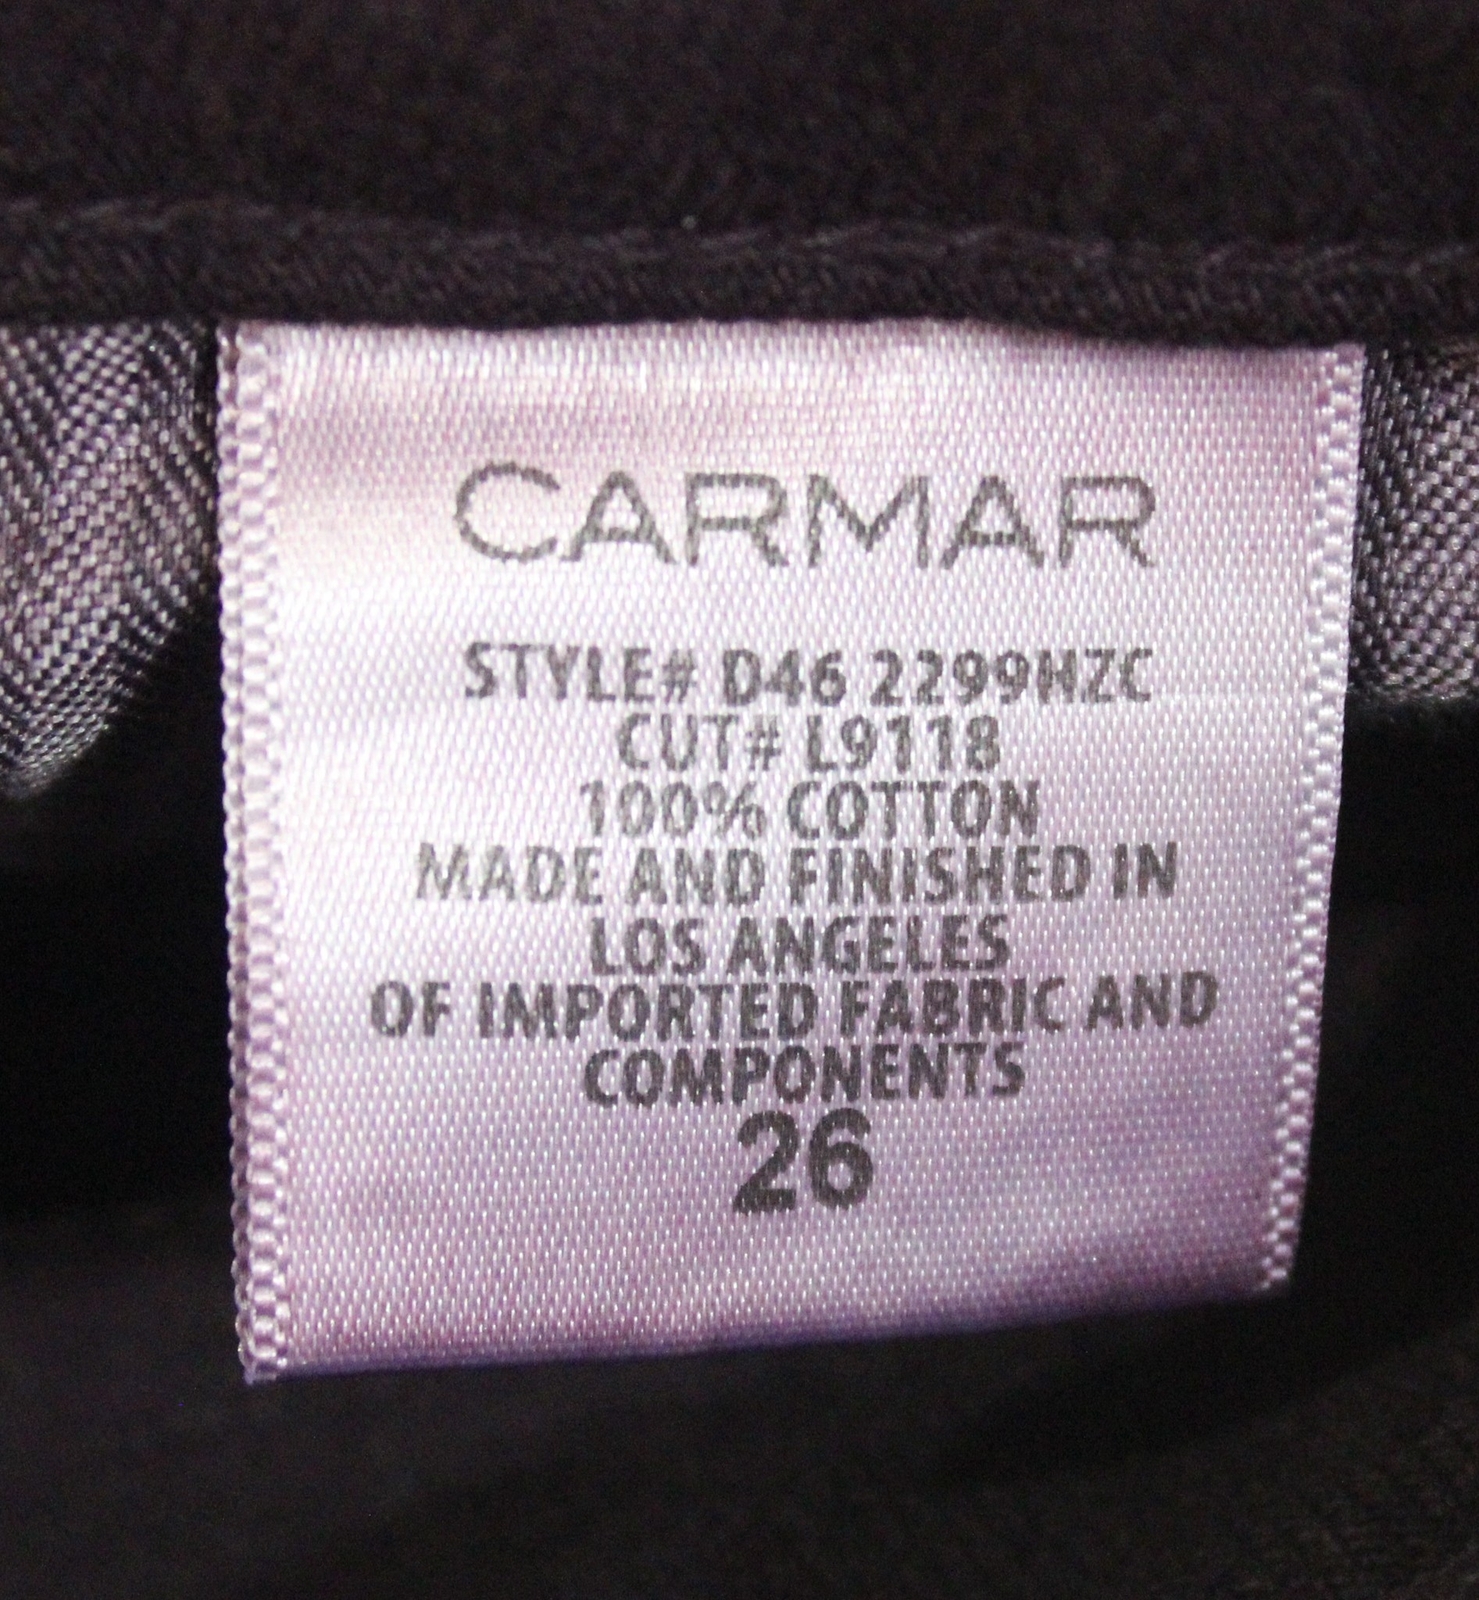 CARMAR
STYLE# D46 2299HZC
CUT# L9118
100% COTTON
MADE AND FINISHED IN
LOS ANGELES
OF IMPORTED FABRIC AND
COMPONENTS
26